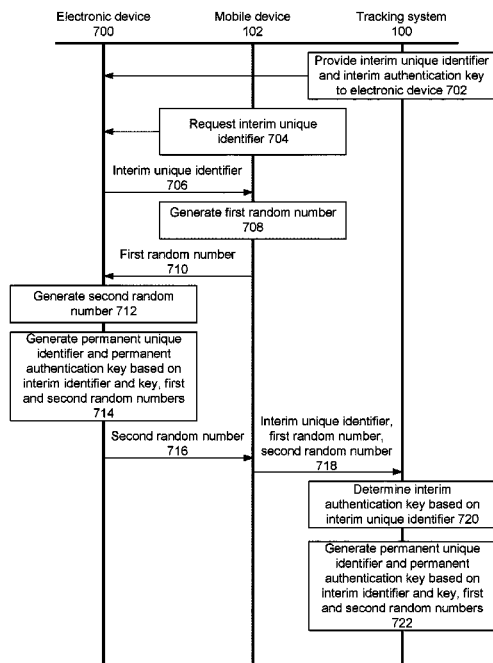 Electronic device
700
Mobile device
102
Tracking system
100
Provide interim unique identifier
and interim authentication key
to electronic device 702
Request interim unique
identifier 704
Interim unique identifier
706
Generate first random number
708
First random number
710
Generate second random
number 712
Generate permanent unique
identifier and permanent
authentication key based on
interim identifier and key, first
and second random numbers
714
Second random number
716
Interim unique identifier,
first random number,
second random number
718
Determine interim
authentication key based on
interim unique identifier 720
Generate permanent unique
identifier and permanent
authentication key based on
interim identifier and key, first
and second random numbers
722